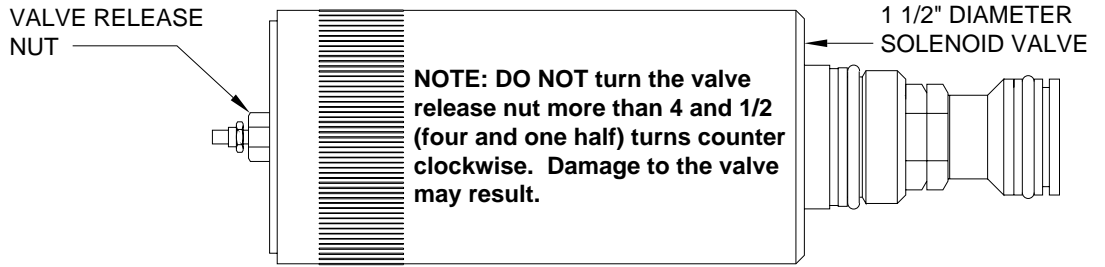 VALVE RELEASE
NUT
1 1/2" DIAMETER
SOLENOID VALVE
NOTE: DO NOT turn the valve
release nut more than 4 and 1/2
(four and one half) turns counter
clockwise.  Damage to the valve
may result.